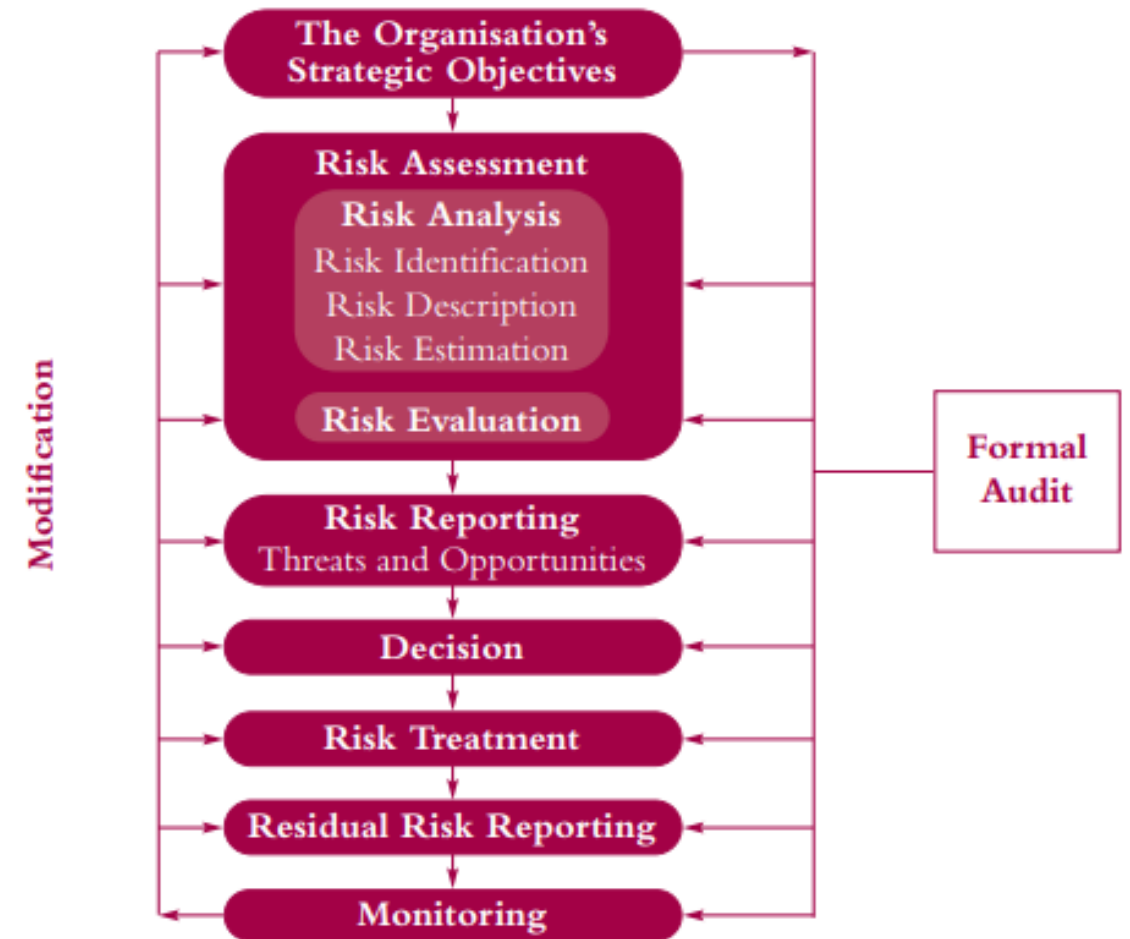 The Organisation's
Strategic Objectives
Risk Assessment
Risk Analysis
Risk Identification
Risk Description
Risk Estimation
Risk Evaluation
Risk Reporting
Threats and Opportunities
Decision
Risk Treatment
Residual Risk Reporting
Monitoring
Modification
Formal
Audit